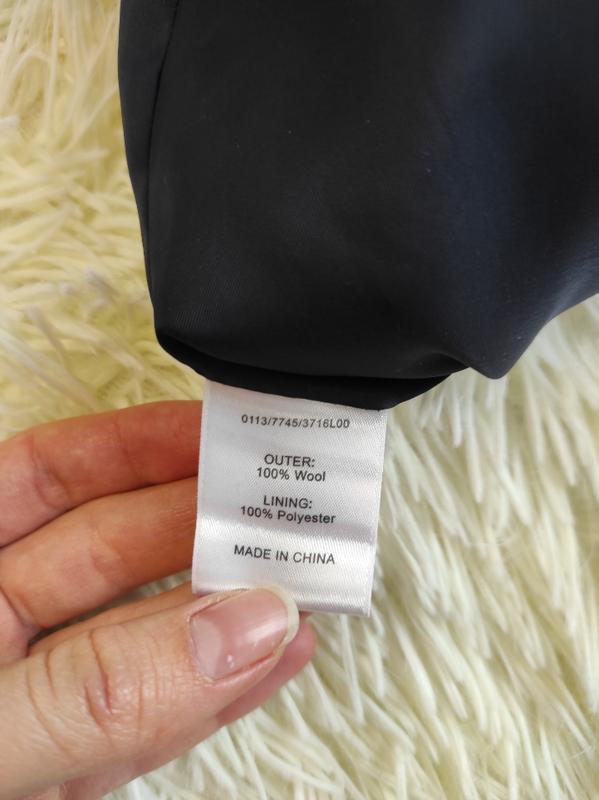 0113/7745/3716L00
OUTER:
100% Wool
LINING:
100% Polyester
MADE IN CHINA